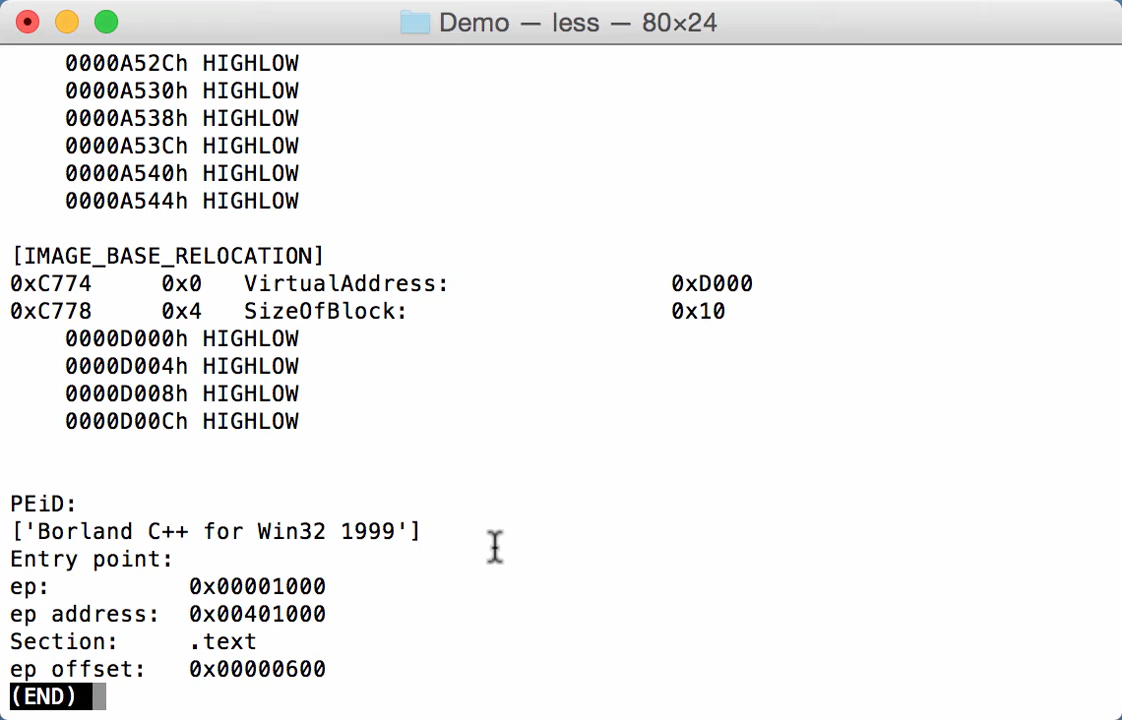 Demo — less — 80×24
0000A52Ch HIGHLOW
0000A530h HIGHLOW
0000A538h HIGHLOW
0000A53Ch HIGHLOW
0000A540h HIGHLOW
0000A544h HIGHLOW
[IMAGE_BASE_RELOCATION]
0xC774 0x0 VirtualAddress: 0xD000
0xC778 0x4 SizeOfBlock: 0x10
0000D000h HIGHLOW
0000D004h HIGHLOW
0000D008h HIGHLOW
0000D00Ch HIGHLOW
PEiD:
['Borland C++ for Win32 1999']
Entry point:
ep: 0x00001000
ep address: 0x00401000
Section: .text
ep offset: 0x00000600
(END)